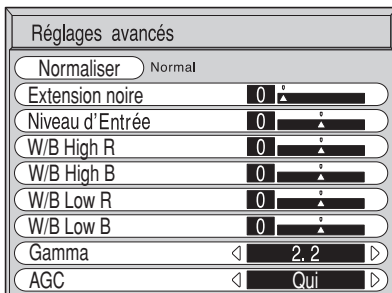 Réglages avancés
Normaliser Normal
Extension noire 0
Niveau d'Entrée 0
W/B High R 0
W/B High B 0
W/B Low R 0
W/B Low B 0
Gamma 2. 2
AGC Qui